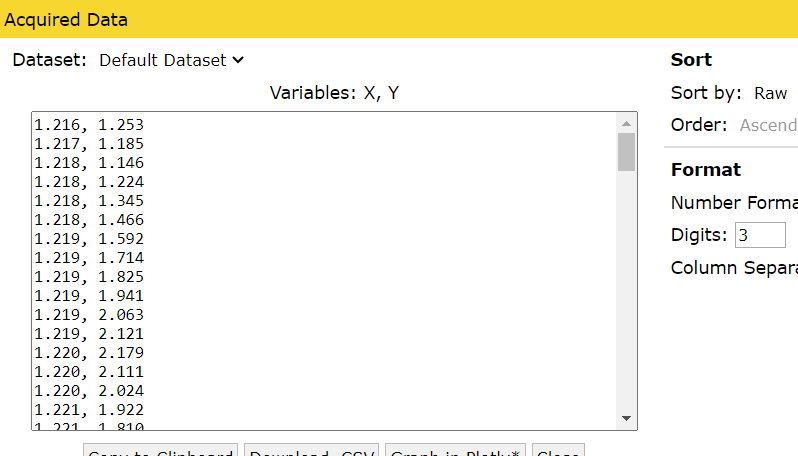 Acquired Data
Dataset: Default Dataset
Variables: X, Y
1.216, 1.253
1.217, 1.185
1.218, 1.146
1.218, 1.224
1.218, 1.345
1.218, 1.466
1.219, 1.592
1.219, 1.714
1.219, 1.825
1.219, 1.941
1.219, 2.063
1.219, 2.121
1.220, 2.179
1.220, 2.111
1.220, 2.024
1.221, 1.922
1.221, 1.810
Copy to Clipboard Download .CSV Graph in Plotly* Close
Sort
Sort by: Raw
Order: Ascend
Format
Number Forma
Digits: 3
Column Separa